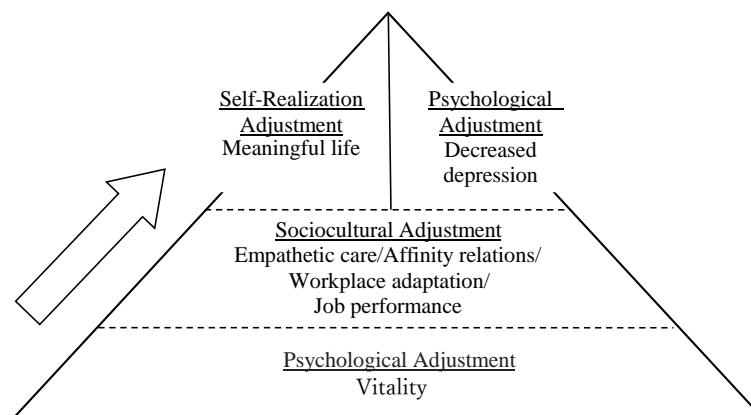 Self-Realization
Adjustment
Meaningful life
Psychological
Adjustment
Decreased
depression
Sociocultural Adjustment
Empathetic care/Affinity relations/
Workplace adaptation/
Job performance
Psychological Adjustment
Vitality